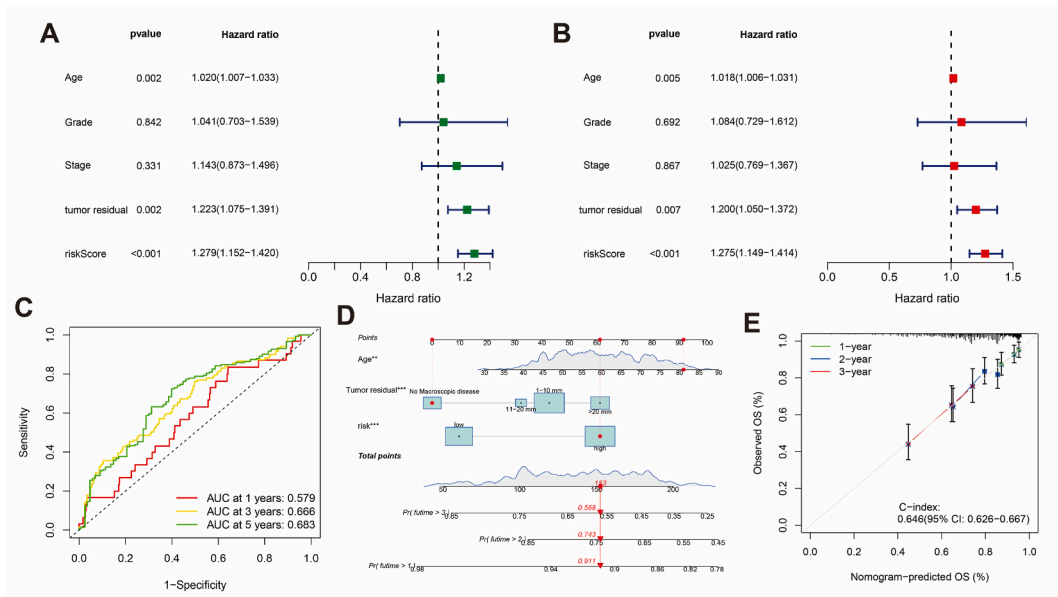 A
pvalue Hazard ratio
Age 0.002 1.020(1.007−1.033)
Grade 0.842 1.041(0.703−1.539)
Stage 0.331 1.143(0.873−1.496)
tumor residual 0.002 1.223(1.075−1.391)
riskScore <0.001 1.279(1.152−1.420)
0.0 0.2 0.6 1.0 1.2
Hazard ratio
B
pvalue Hazard ratio
Age 0.005 1.018(1.006−1.031)
Grade 0.692 1.084(0.729−1.612)
Stage 0.867 1.025(0.769−1.367)
tumor residual 0.007 1.200(1.050−1.372)
riskScore <0.001 1.275(1.149−1.414)
0.0 0.5 1.0 1.5
Hazard ratio
C
Sensitivity
1.0
0.8
0.6
0.4
0.2
0.0
AUC at 1 years: 0.579
AUC at 3 years: 0.666
AUC at 5 years: 0.683
0.0 0.2 0.4 0.6 0.8 1.0
1−Specificity
D
Points
0 10 20 30 40 50 60 70 80 90 100
Age**
25 30 35 40 45 50 55 60 65 70 75 80 85 90
Tumor residual***
No Macroscopic disease
1−10 mm
11−20 mm
>20 mm
risk***
low
high
Total points
153
50 100 150 200
0.568
Pr( futime > 3 )
0.85 0.75 0.65 0.55 0.45 0.35 0.25
0.743
Pr( futime > 2 )
0.85 0.75 0.65 0.55 0.45
0.911
Pr( futime > 1 )
0.98 0.94 0.9 0.86 0.82 0.78
E
1−year
2−year
3−year
Observed OS (%)
1.0
0.8
0.6
0.4
0.2
0.0
C−index:
0.646(95% CI: 0.626−0.667)
0.0 0.2 0.4 0.6 0.8 1.0
Nomogram−predicted OS (%)